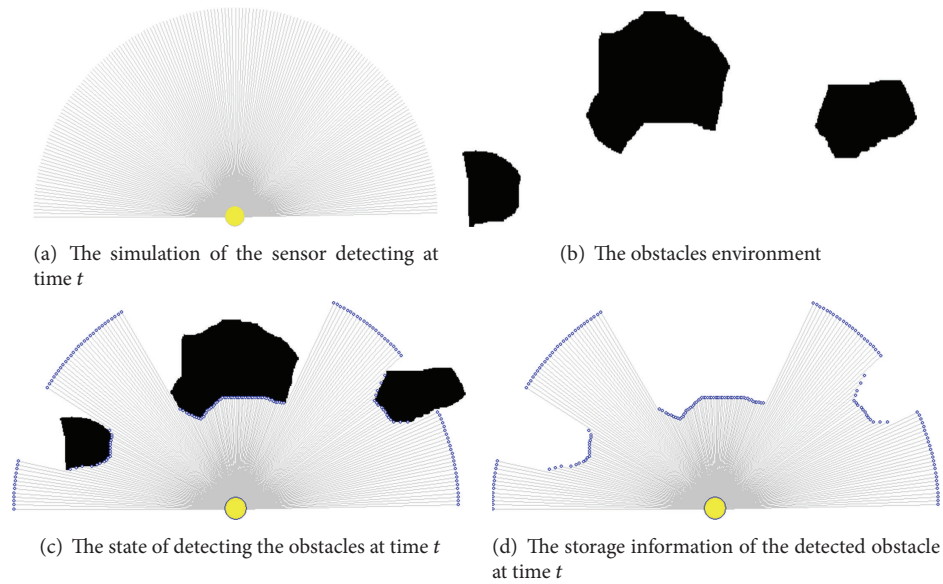 (a) The simulation of the sensor detecting at
time t
(b) The obstacles environment
(c) The state of detecting the obstacles at time t
(d) The storage information of the detected obstacle
at time t